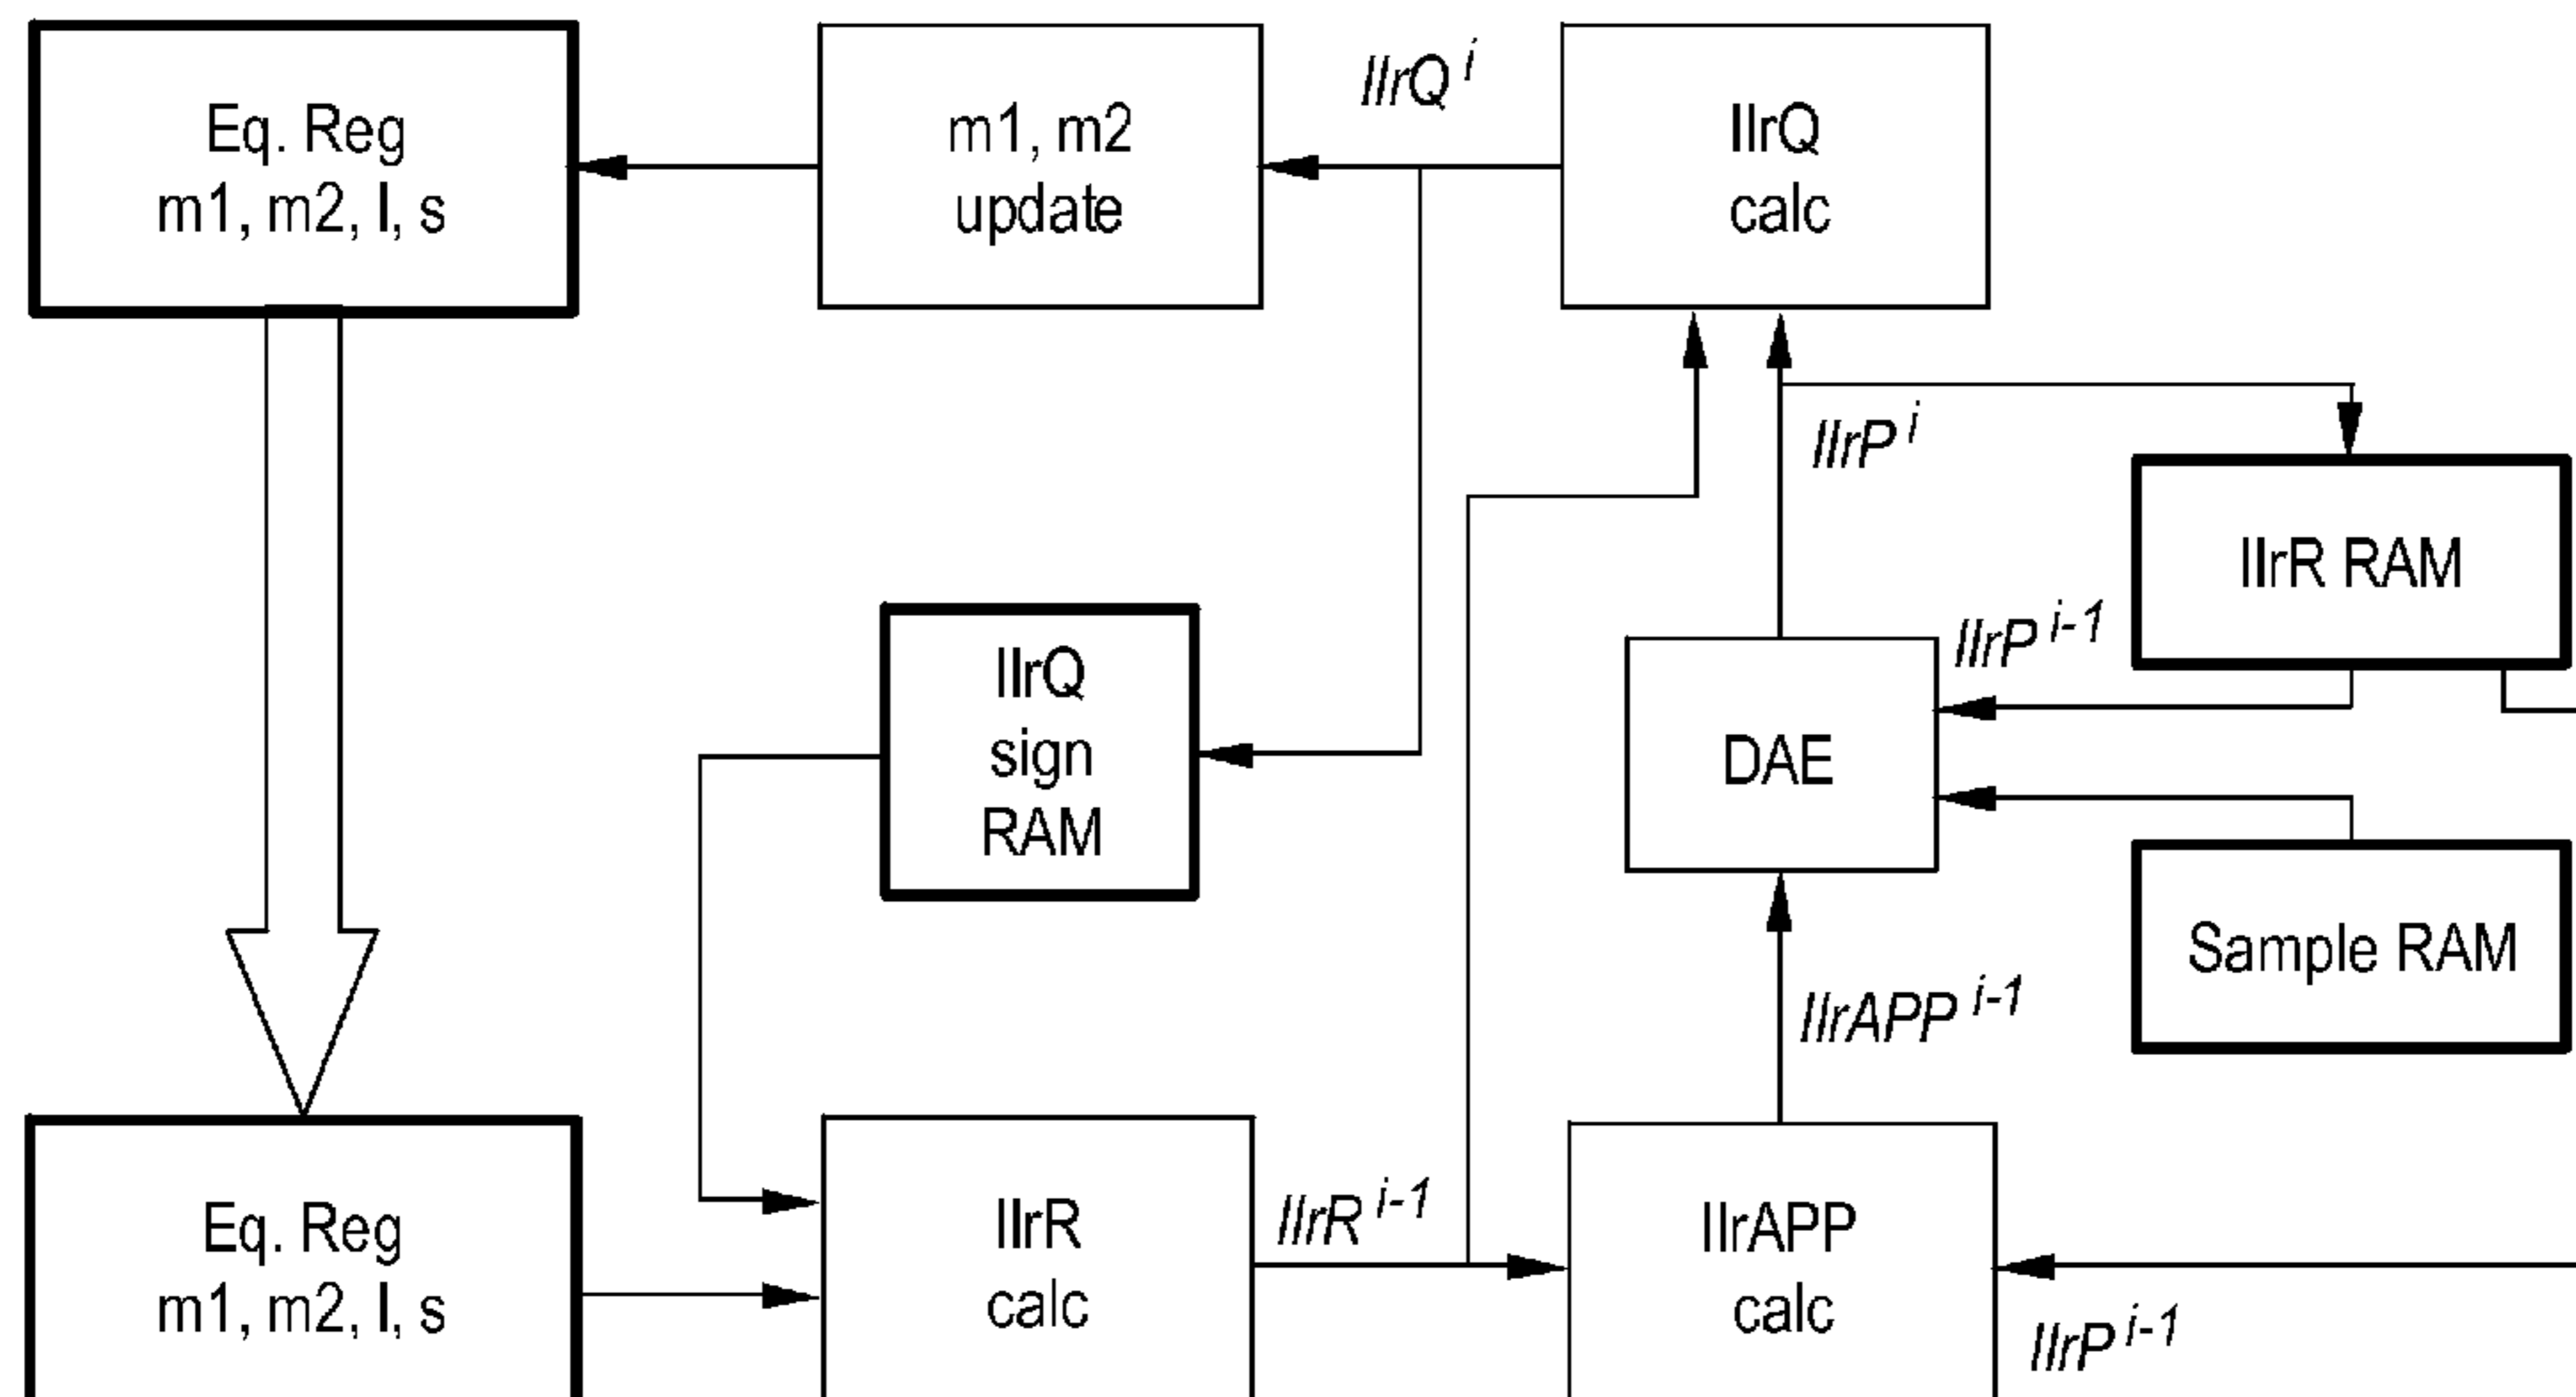 Eq. Reg
m1, m2, l, s
m1, m2
update
llrQ i
llrQ
calc
llrP i
llrR RAM
llrQ
sign
RAM
llrP i-1
DAE
Sample RAM
llrAPP i-1
Eq. Reg
m1, m2, l, s
llrR
calc
llrR i-1
llrAPP
calc
llrP i-1